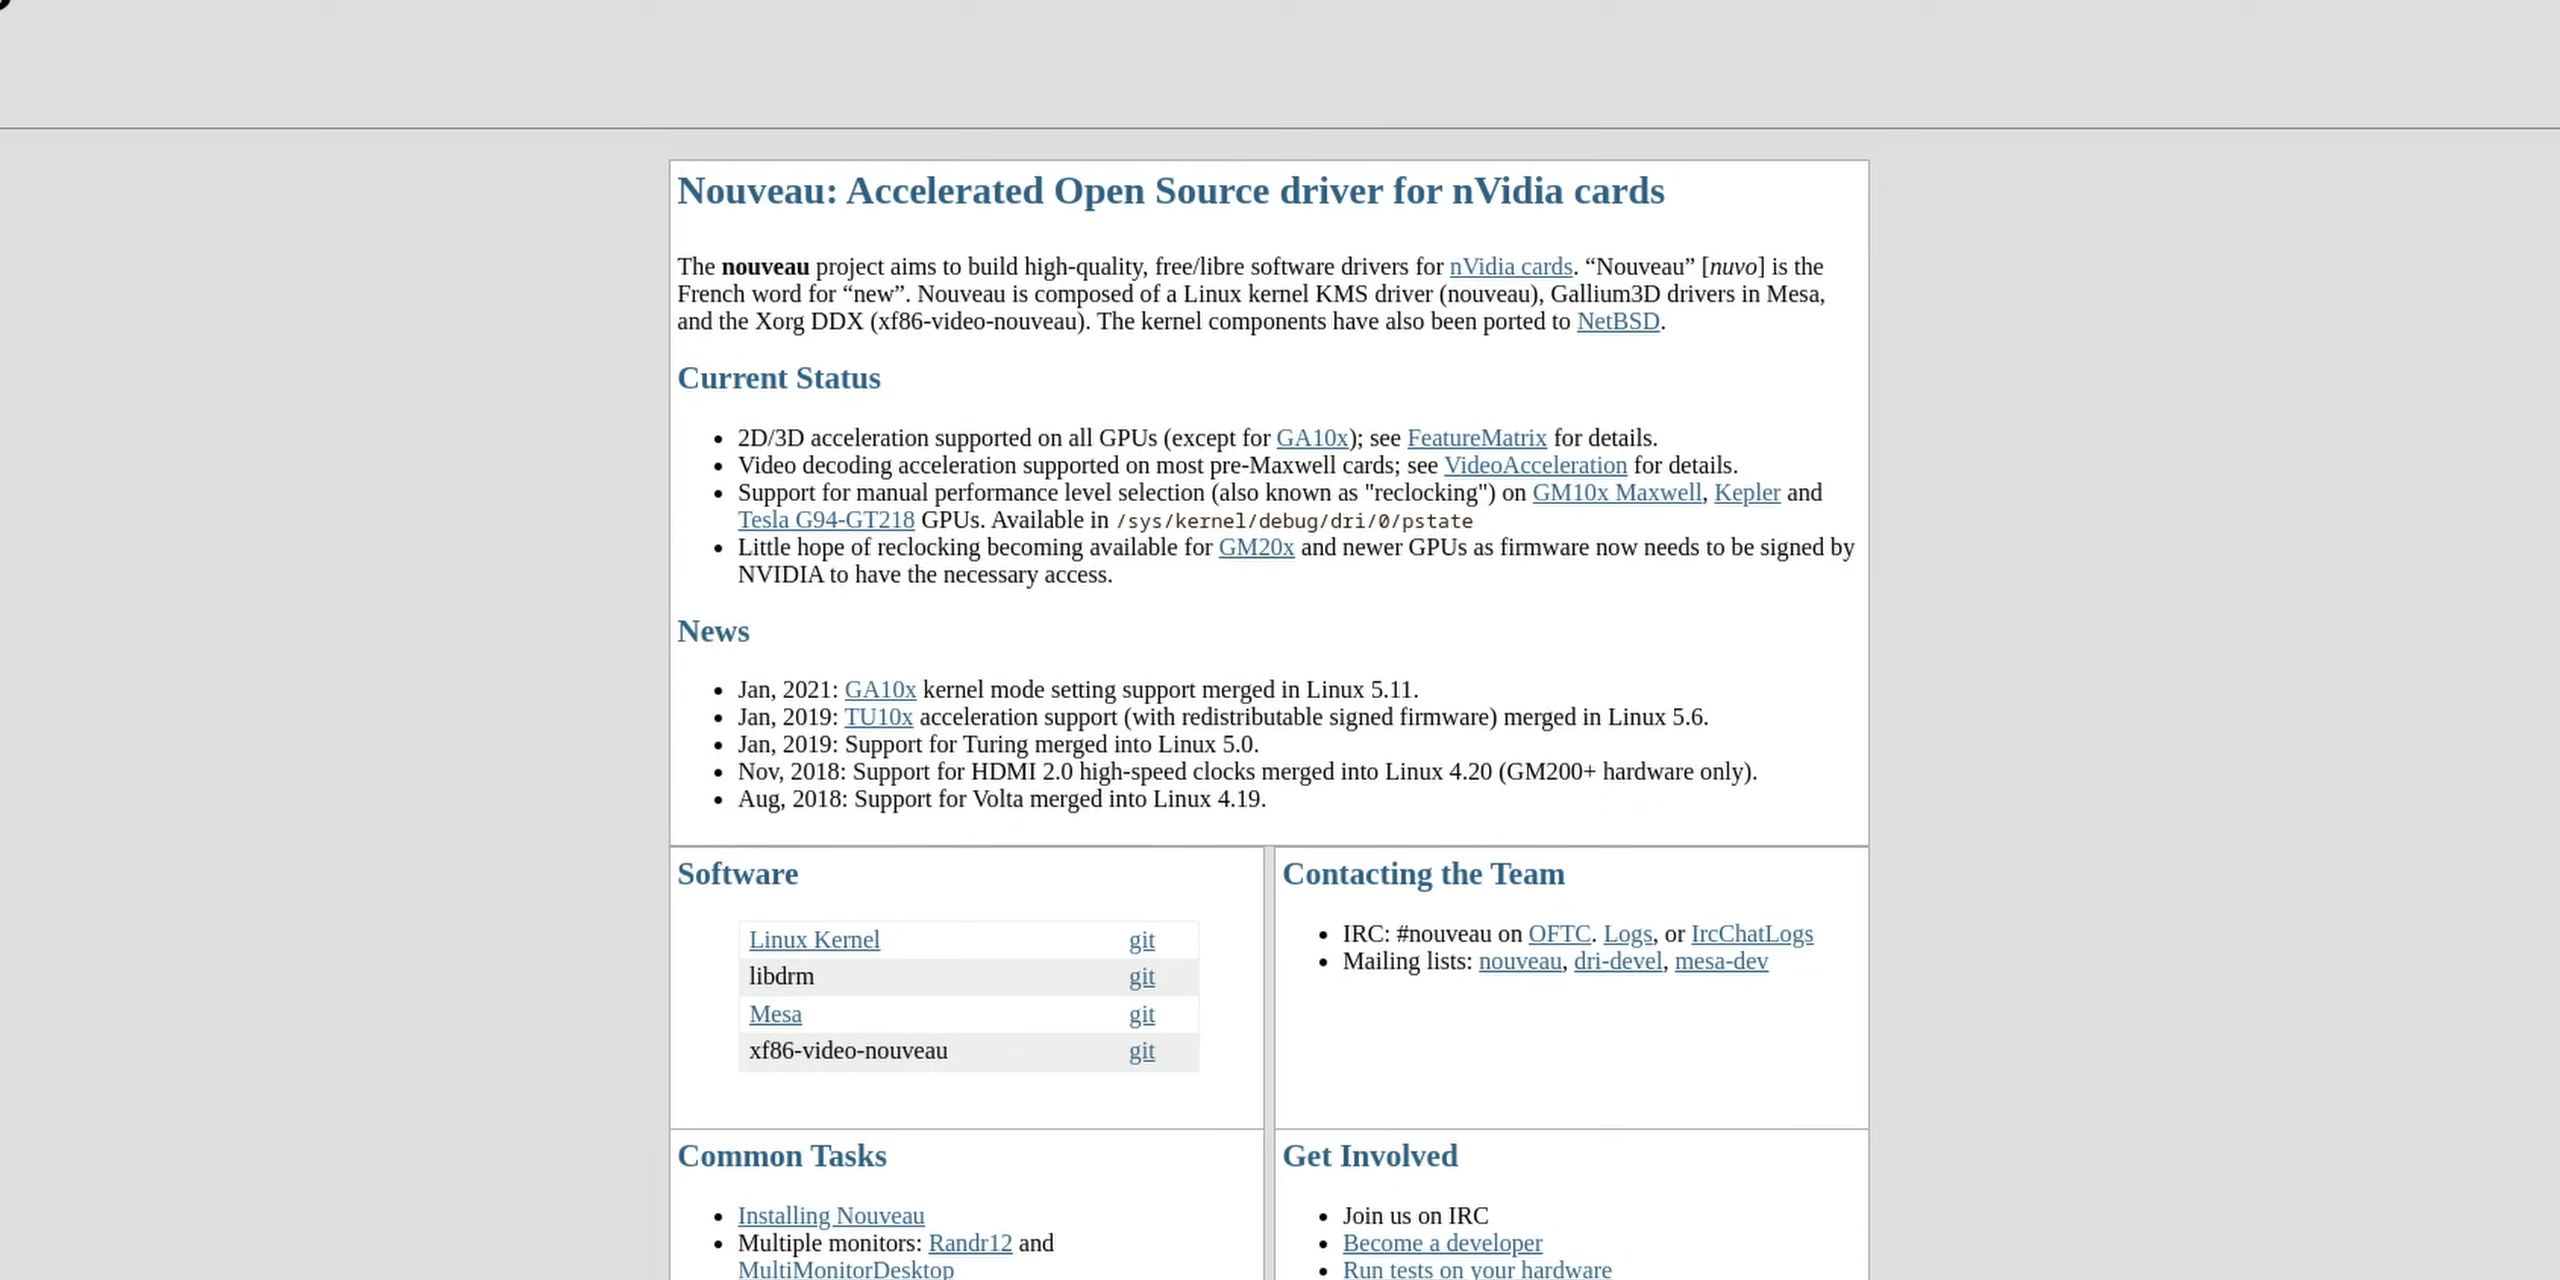 Nouveau: Accelerated Open Source driver for nVidia cards
The nouveau project aims to build high-quality, free/libre software drivers for nVidia cards. “Nouveau” [nuvo] is the
French word for “new”. Nouveau is composed of a Linux kernel KMS driver (nouveau), Gallium3D drivers in Mesa,
and the Xorg DDX (xf86-video-nouveau). The kernel components have also been ported to NetBSD.
Current Status
• 2D/3D acceleration supported on all GPUs (except for GA10x); see FeatureMatrix for details.
• Video decoding acceleration supported on most pre-Maxwell cards; see VideoAcceleration for details.
• Support for manual performance level selection (also known as "reclocking") on GM10x Maxwell, Kepler and
Tesla G94-GT218 GPUs. Available in /sys/kernel/debug/dri/0/pstate
• Little hope of reclocking becoming available for GM20x and newer GPUs as firmware now needs to be signed by
NVIDIA to have the necessary access.
News
• Jan, 2021: GA10x kernel mode setting support merged in Linux 5.11.
• Jan, 2019: TU10x acceleration support (with redistributable signed firmware) merged in Linux 5.6.
• Jan, 2019: Support for Turing merged into Linux 5.0.
• Nov, 2018: Support for HDMI 2.0 high-speed clocks merged into Linux 4.20 (GM200+ hardware only).
• Aug, 2018: Support for Volta merged into Linux 4.19.
Software
Linux Kernel git
libdrm git
Mesa git
xf86-video-nouveau git
Contacting the Team
• IRC: #nouveau on OFTC. Logs, or IrcChatLogs
• Mailing lists: nouveau, dri-devel, mesa-dev
Common Tasks
• Installing Nouveau
• Multiple monitors: Randr12 and
MultiMonitorDesktop
Get Involved
• Join us on IRC
• Become a developer
• Run tests on your hardware